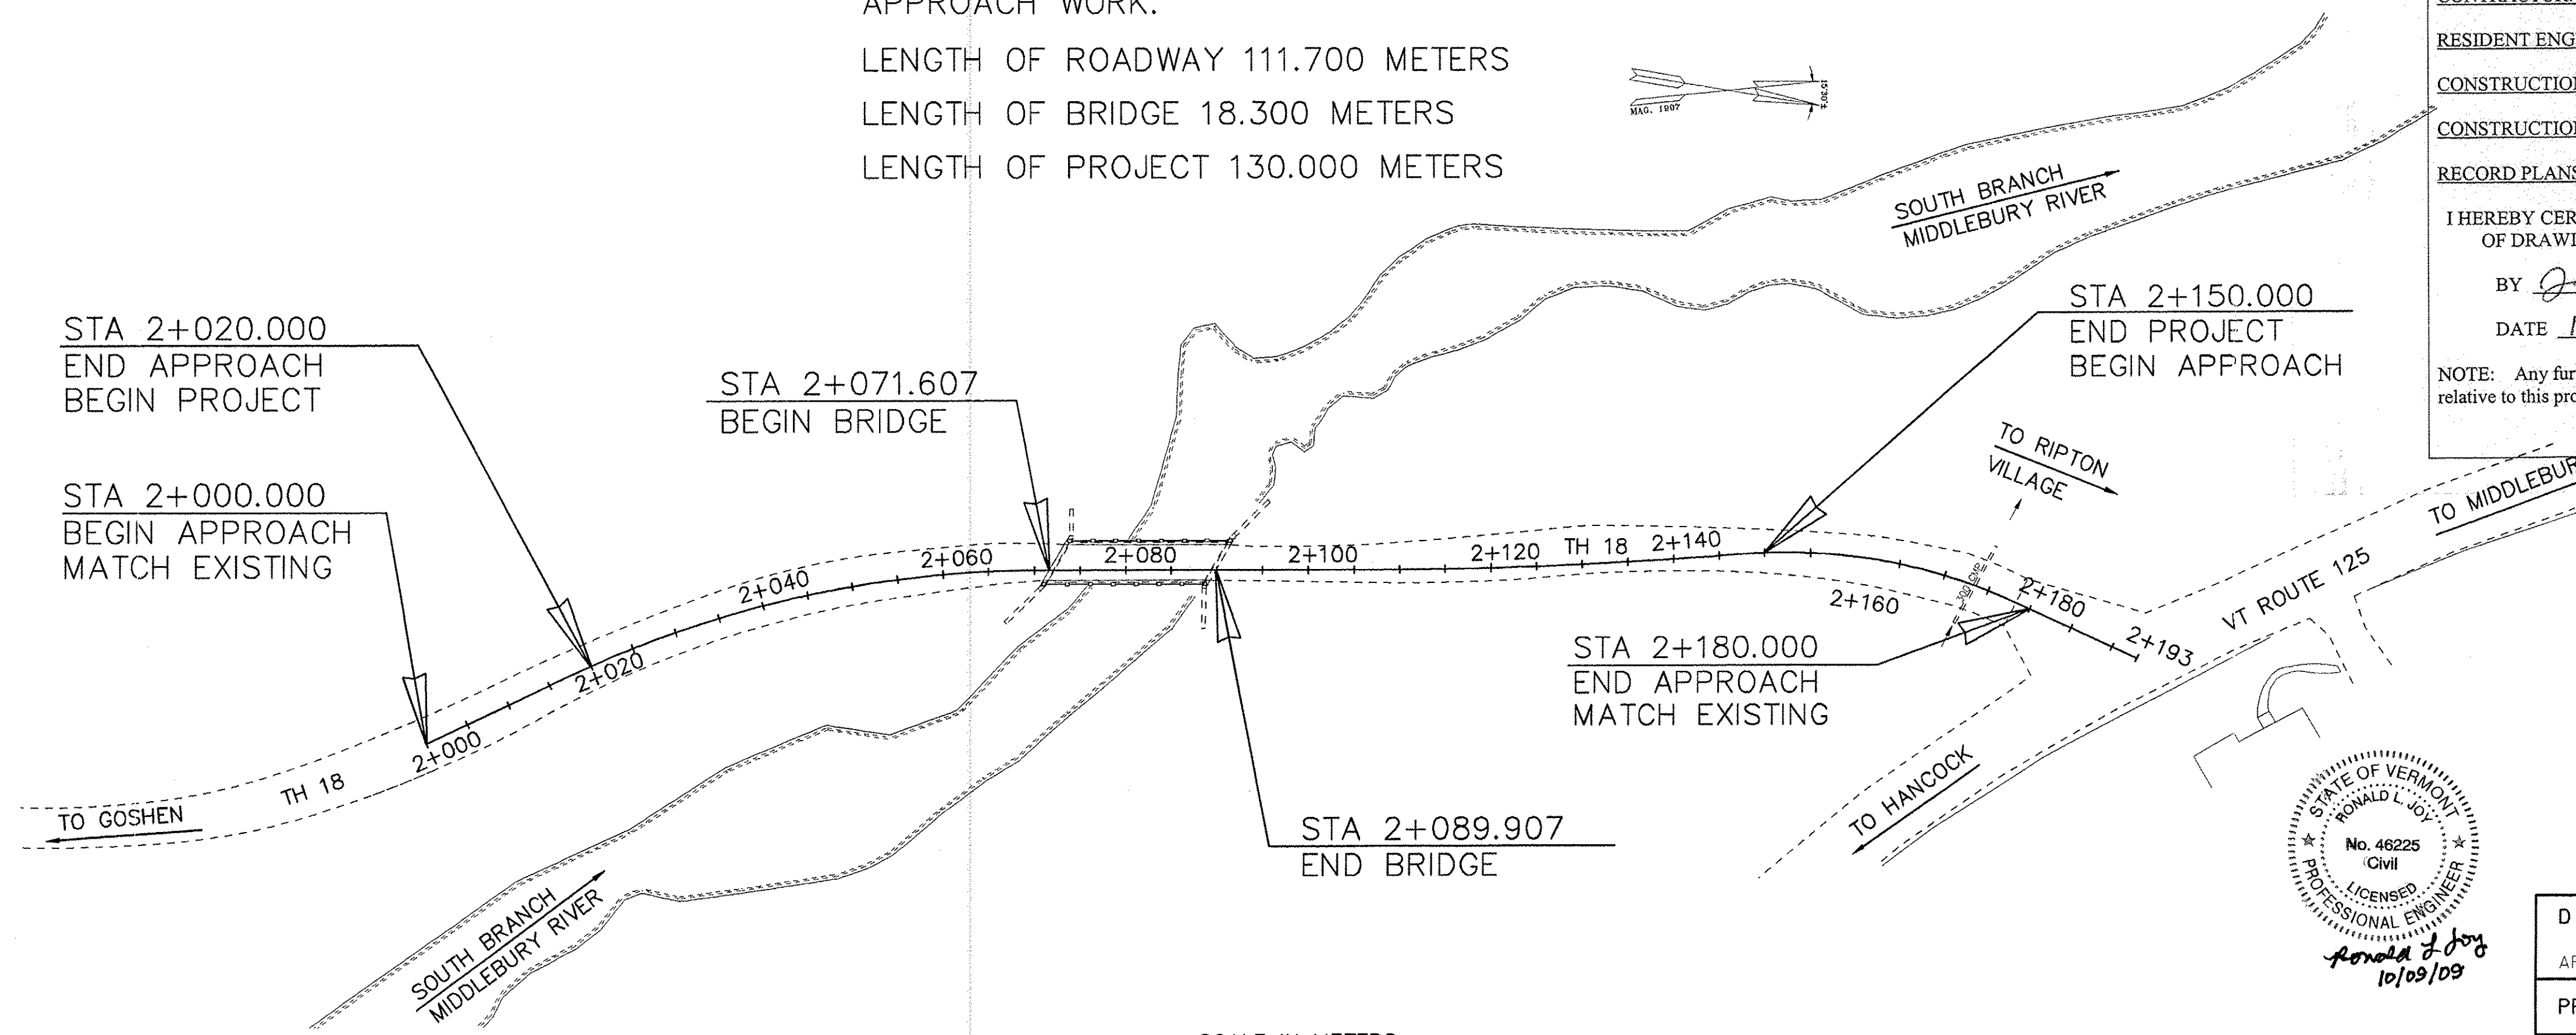 APPROACH WORK.
LENGTH OF ROADWAY 111.700 METERS
LENGTH OF BRIDGE 18.300 METERS
LENGTH OF PROJECT 130.000 METERS
MAG. 1907
RESIDENT ENG
CONSTRUCTION
CONSTRUCTION
RECORD PLANS
I HEREBY CER
OF DRAWI
BY
DATE
NOTE: Any fur
relative to this pro
SOUTH BRANCH
MIDDLEBURY RIVER
STA 2+020.000
END APPROACH
BEGIN PROJECT
STA 2+071.607
BEGIN BRIDGE
STA 2+150.000
END PROJECT
BEGIN APPROACH
STA 2+000.000
BEGIN APPROACH
MATCH EXISTING
TO RIPTON
VILLAGE
TO MIDDLEBUR
VT ROUTE 125
2+000
2+020
2+040
2+060
2+080
2+100
2+120
TH 18
2+140
2+160
2+180
2+193
STA 2+180.000
END APPROACH
MATCH EXISTING
TH 18
TO GOSHEN
STA 2+089.907
END BRIDGE
TO HANCOCK
SOUTH BRANCH
MIDDLEBURY RIVER
STATE OF VERMONT
RONALD L. JOY
No. 46225
Civil
LICENSED
PROFESSIONAL ENGINEER
Ronald L Joy
10/09/09
D
PR